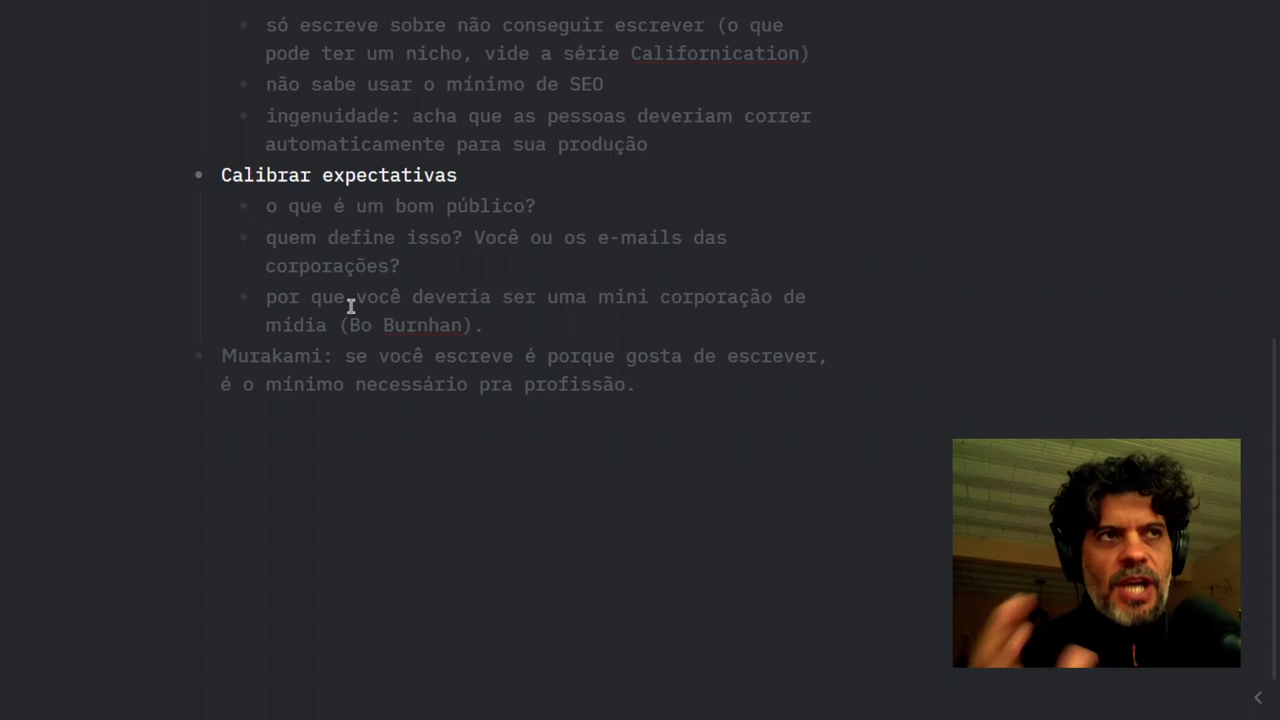 só escreve sobre não conseguir escrever (o que
pode ter um nicho, vide a série Californication)
não sabe usar o mínimo de SEO
ingenuidade: acha que as pessoas deveriam correr
automaticamente para sua produção
Calibrar expectativas
o que é um bom público?
quem define isso? Você ou os e-mails das
corporações?
por que você deveria ser uma mini corporação de
mídia (Bo Burnhan).
Murakami: se você escreve é porque gosta de escrever,
é o mínimo necessário pra profissão.